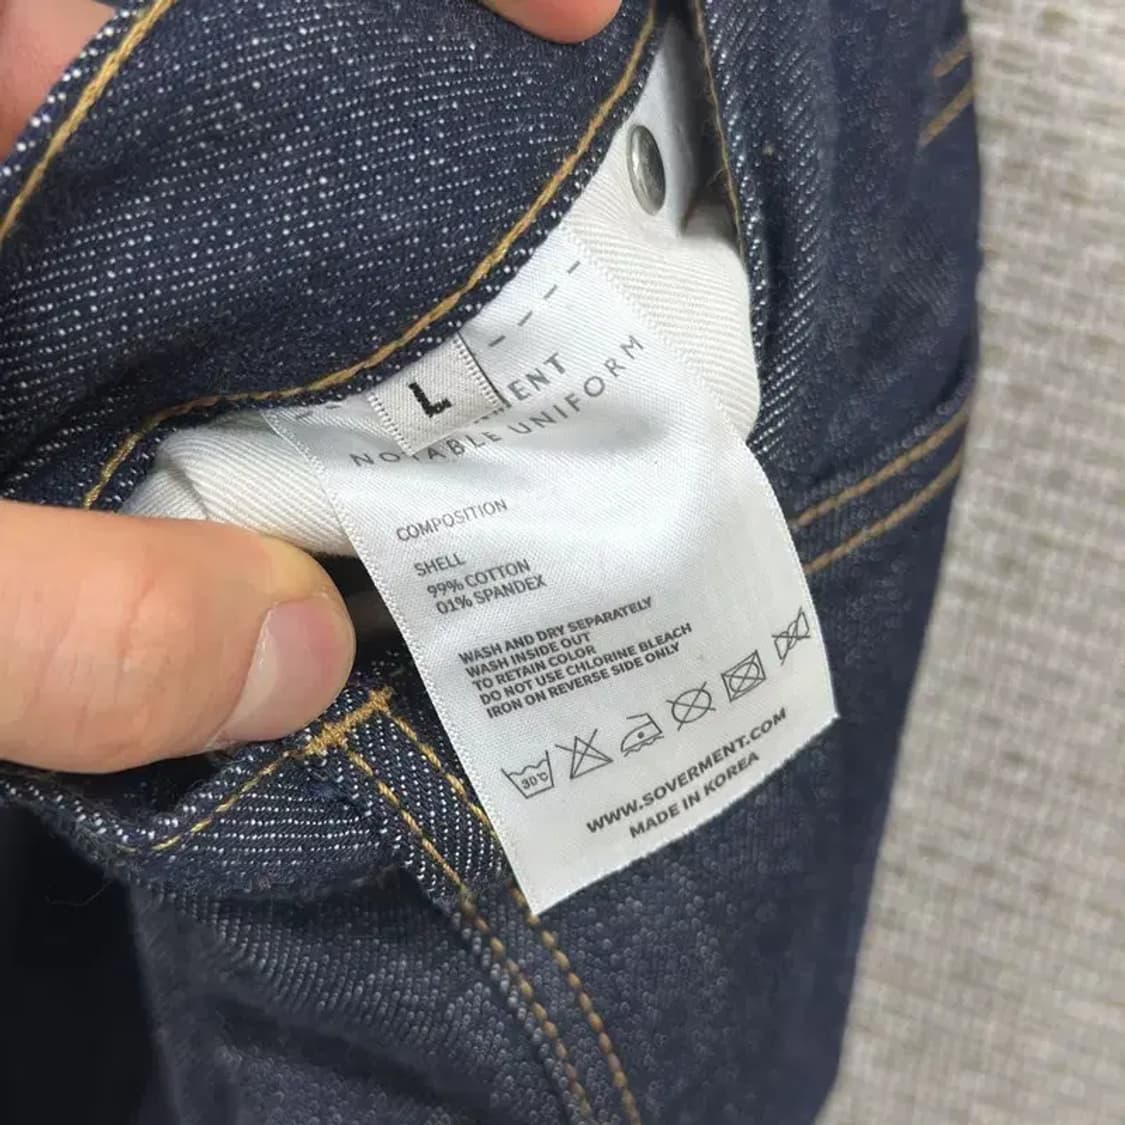 L
NOTABLE UNIFORM
COMPOSITION
SHELL
99% COTTON
01% SPANDEX
WASH AND DRY SEPARATELY
WASH INSIDE OUT
TO RETAIN COLOR
DO NOT USE CHLORINE BLEACH
IRON ON REVERSE SIDE ONLY
30℃
WWW.SOVERMENT.COM
MADE IN KOREA